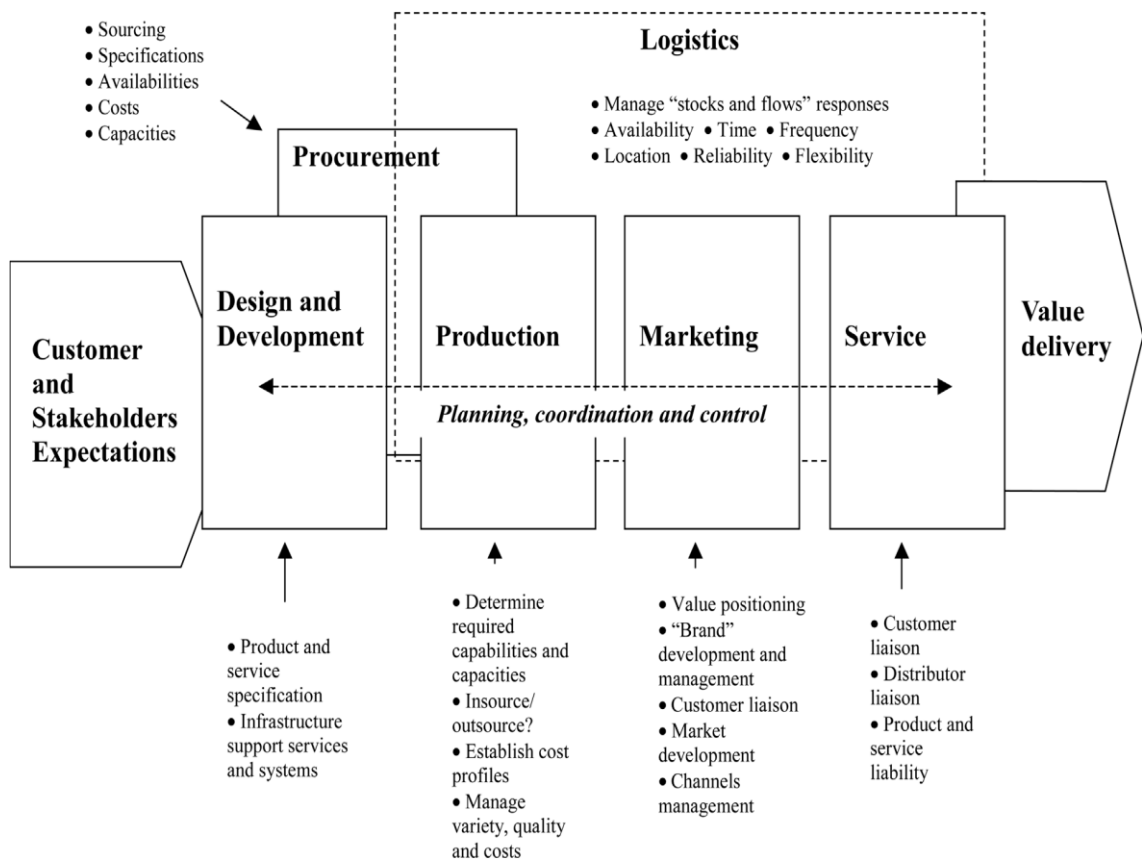 • Sourcing
• Specifications
• Availabilities
• Costs
• Capacities
Logistics
• Manage “stocks and flows” responses
• Availability • Time • Frequency
• Location • Reliability • Flexibility
Procurement
Customer
and
Stakeholders
Expectations
Design and
Development
Production
Marketing
Service
Value
delivery
Planning, coordination and control
• Product and
service
specification
• Infrastructure
support services
and systems
• Determine
required
capabilities and
capacities
• Insource/
outsource?
• Establish cost
profiles
• Manage
variety, quality
and costs
• Value positioning
• “Brand”
development and
management
• Customer liaison
• Market
development
• Channels
management
• Customer
liaison
• Distributor
liaison
• Product and
service
liability